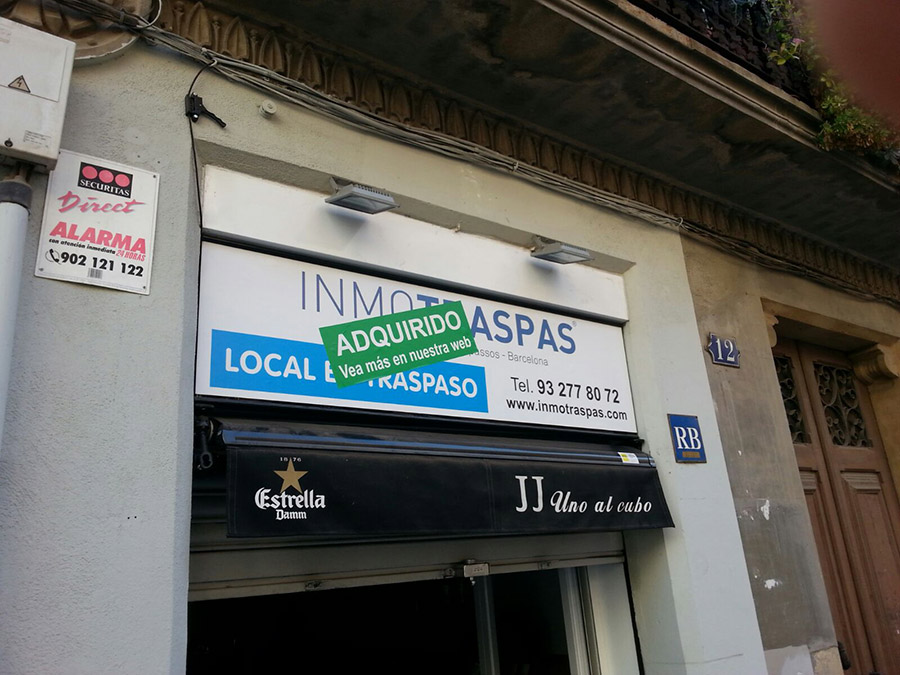 SECURITAS
Direct
ALARMA
con atención inmediata 24 HORAS
902 121 122
INMOTRASPAS®
ADQUIRIDO
Vea más en nuestra web
- Barcelona
LOCAL E TRASPASO
Tel. 93 277 80 72
www.inmotraspas.com
12
RB
1876
Estrella
Damm
JJ Uno al cubo